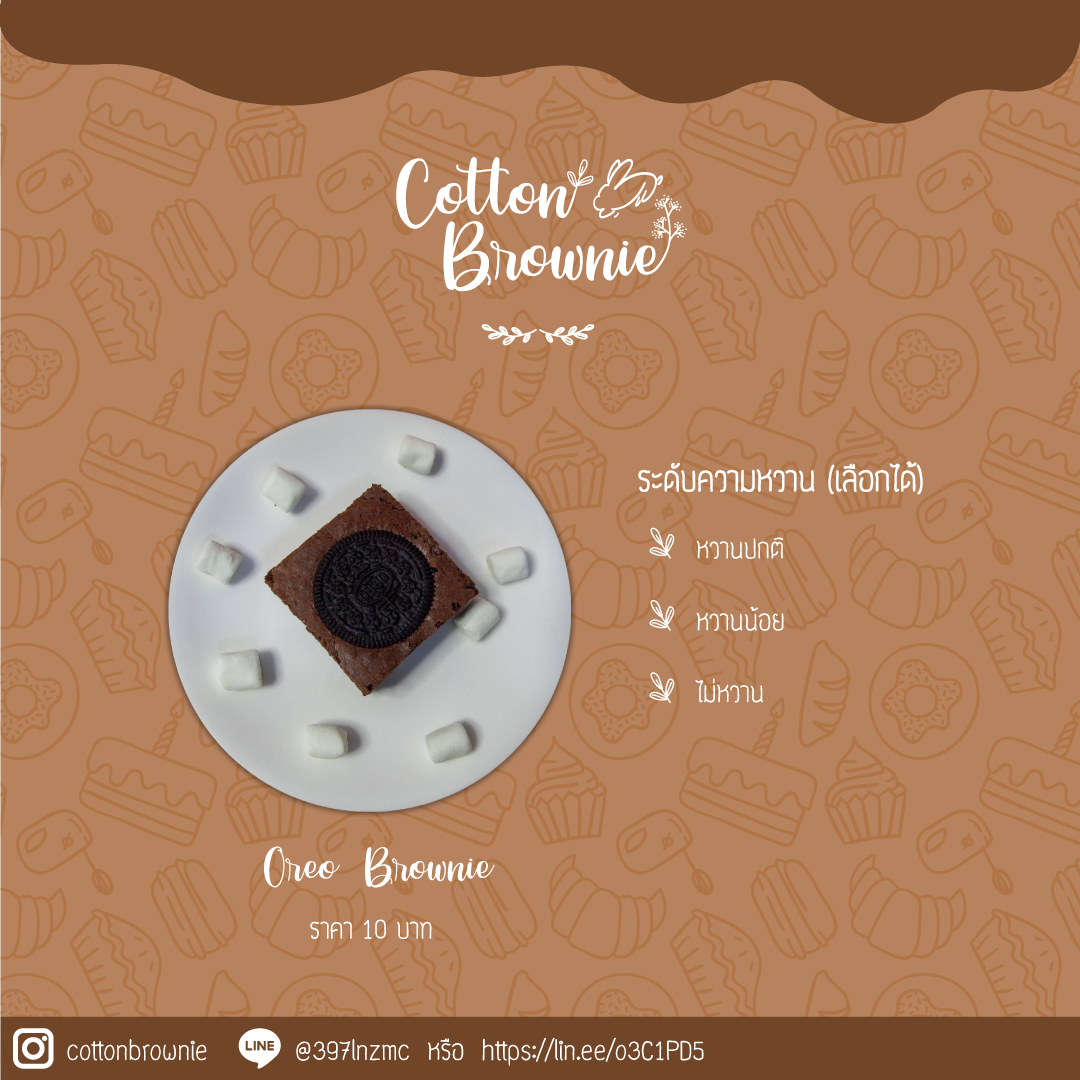 Cotton
Brownie
ระดับความหวาน (เลือกได้)
หวานปกติ
หวานน้อย
ไม่หวาน
Oreo Brownie
ราคา 10 บาท
cottonbrownie
LINE
@397lnzmc หรือ https://lin.ee/o3C1PD5